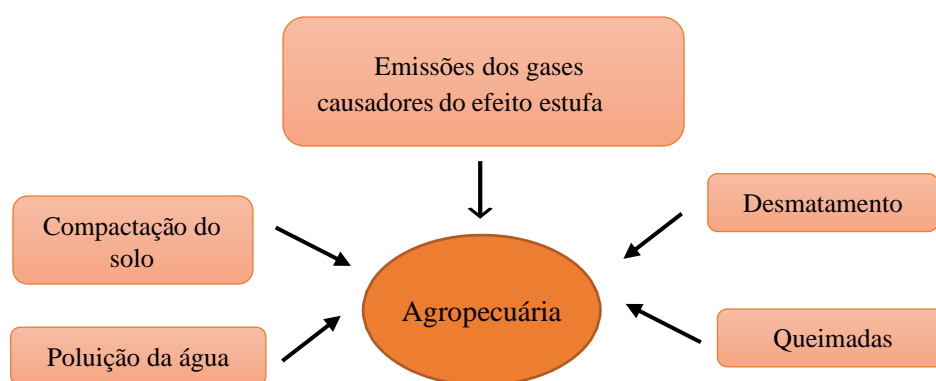 Emissões dos gases
causadores do efeito estufa
Compactação do
solo
Desmatamento
Agropecuária
Poluição da água
Queimadas